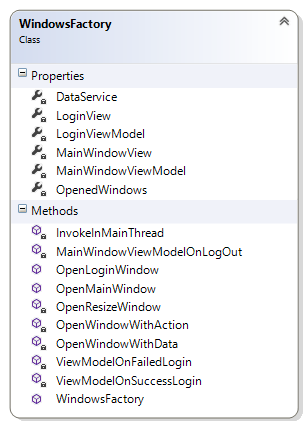 WindowsFactory
Class
Properties
DataService
LoginView
LoginViewModel
MainWindowView
MainWindowViewModel
OpenedWindows
Methods
InvokeInMainThread
MainWindowViewModelOnLogOut
OpenLoginWindow
OpenMainWindow
OpenResizeWindow
OpenWindowWithAction
OpenWindowWithData
ViewModelOnFailedLogin
ViewModelOnSuccessLogin
WindowsFactory